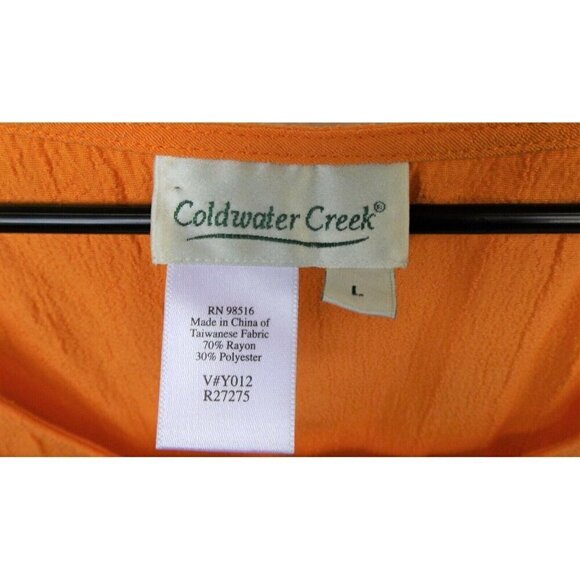 Coldwater Creek®
L
RN 98516
Made in China of
Taiwanese Fabric
70% Rayon
30% Polyester
V#Y012
R27275